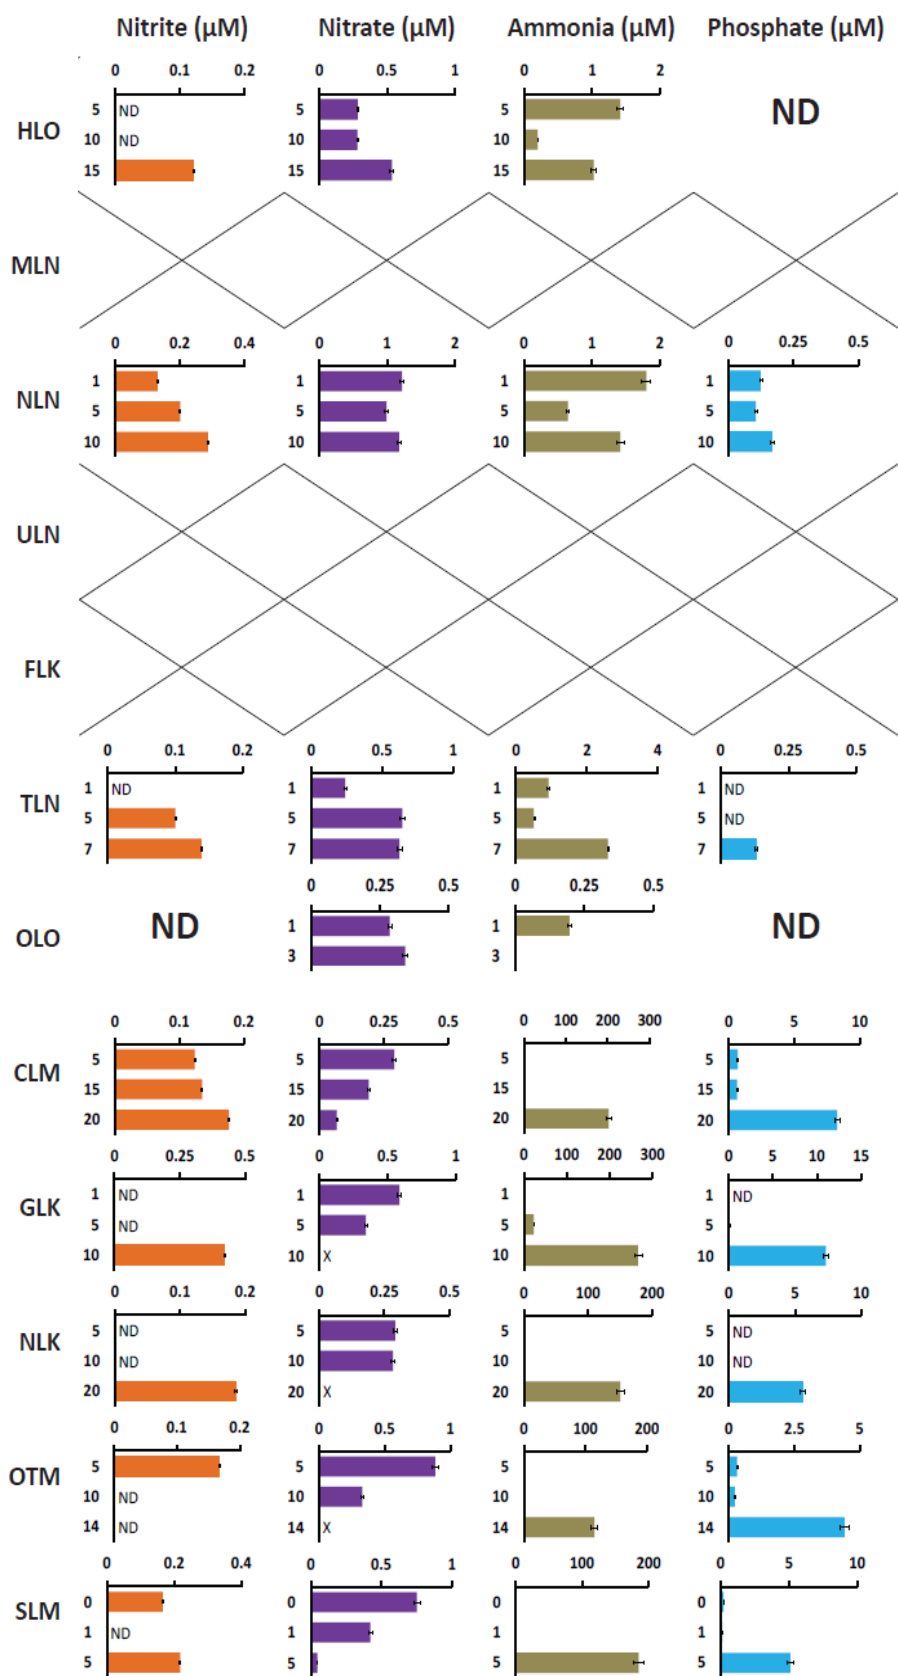 Nitrite (µM) Nitrate (µM) Ammonia (µM) Phosphate (µM)
0 0.1 0.2 0 0.5 1 0 1 2
HLO 5 ND 5 5 ND
10 ND 10 10
15 15 15
MLN
0 0.2 0.4 0 1 2 0 1 2 0 0.25 0.5
NLN 1 1 1 1
5 5 5 5
10 10 10 10
ULN
FLK
0 0.1 0.2 0 0.5 1 0 2 4 0 0.25 0.5
TLN 1 ND 1 1 1 ND
5 5 5 5 ND
7 7 7 7
0 0.25 0.5 0 0.25 0.5
OLO ND 1 1 ND
3 3
0 0.1 0.2 0 0.25 0.5 0 100 200 300 0 5 10
CLM 5 5 5 5
15 15 15 15
20 20 20 20
0 0.25 0.5 0 0.5 1 0 100 200 300 0 5 10 15
GLK 1 ND 1 1 1 ND
5 ND 5 5 5
10 10 X 10 10
0 0.1 0.2 0 0.25 0.5 0 100 200 0 5 10
NLK 5 ND 5 5 5 ND
10 ND 10 10 10 ND
20 20 X 20 20
0 0.1 0.2 0 0.5 1 0 100 200 0 2.5 5
OTM 5 5 5 5
10 ND 10 10 10
14 ND 14 X 14 14
0 0.2 0.4 0 0.5 1 0 100 200 0 5 10
SLM 0 0 0 0
1 ND 1 1 1
5 5 5 5